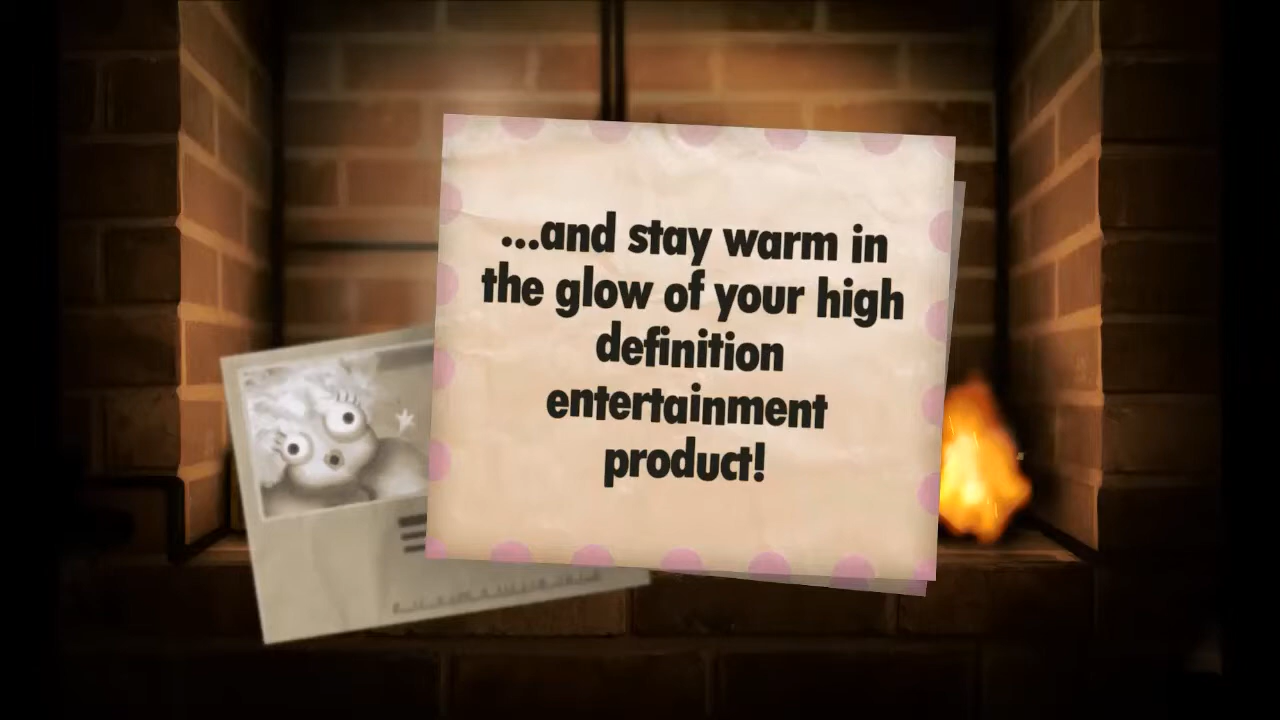 ...and stay warm in
the glow of your high
definition
entertainment
product!